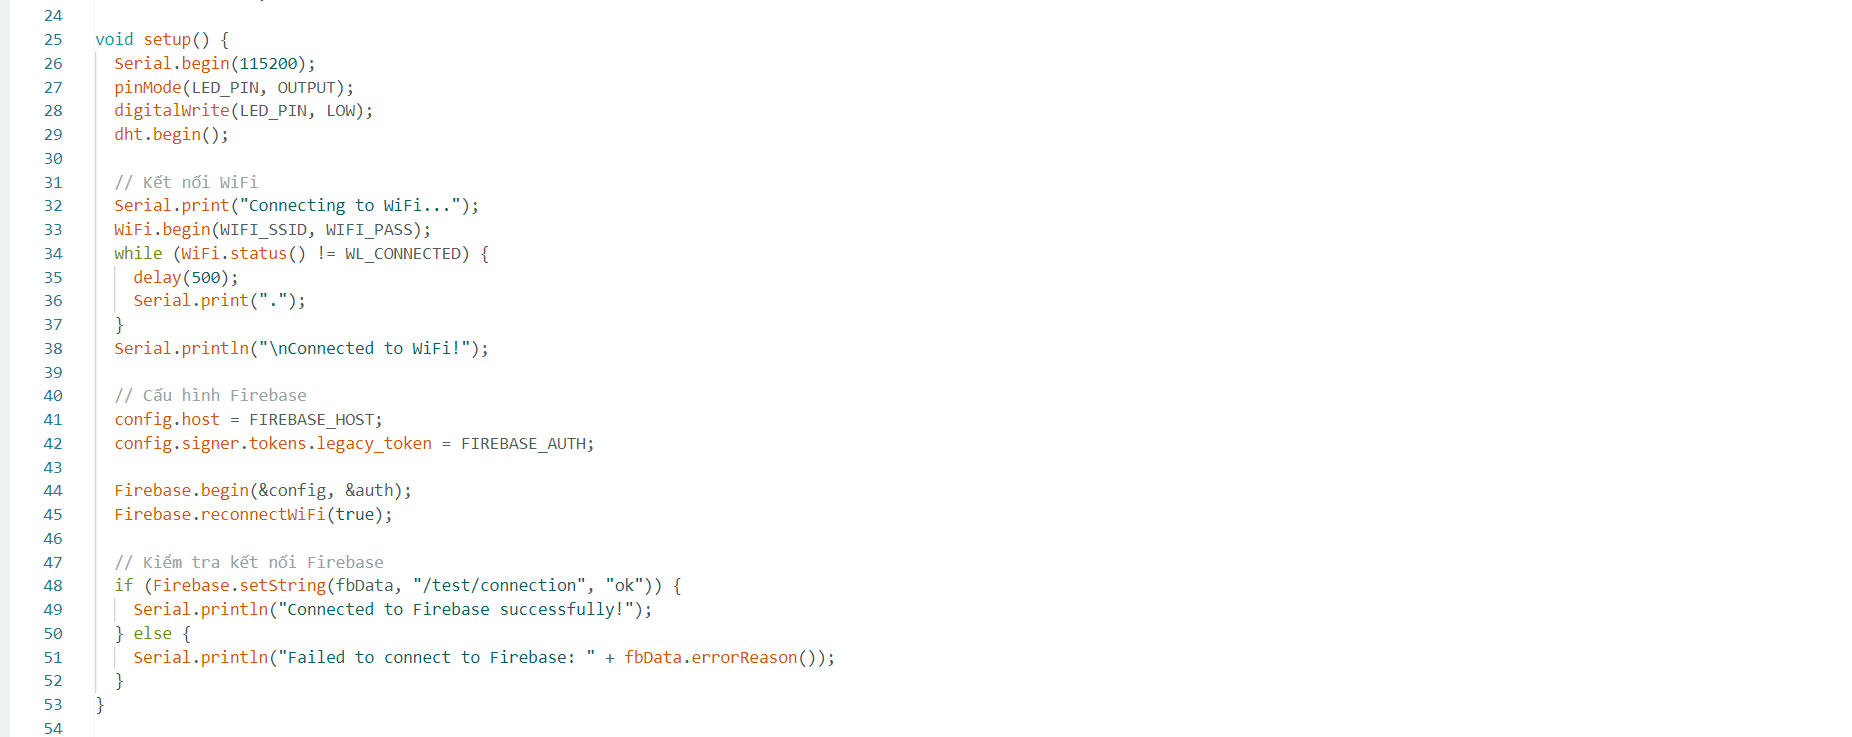 24
25 void setup() {
26 Serial.begin(115200);
27 pinMode(LED_PIN, OUTPUT);
28 digitalWrite(LED_PIN, LOW);
29 dht.begin();
30
31 // Kết nối WiFi
32 Serial.print("Connecting to WiFi...");
33 WiFi.begin(WIFI_SSID, WIFI_PASS);
34 while (WiFi.status() != WL_CONNECTED) {
35 delay(500);
36 Serial.print(".");
37 }
38 Serial.println("\nConnected to WiFi!");
39
40 // Cấu hình Firebase
41 config.host = FIREBASE_HOST;
42 config.signer.tokens.legacy_token = FIREBASE_AUTH;
43
44 Firebase.begin(&config, &auth);
45 Firebase.reconnectWiFi(true);
46
47 // Kiểm tra kết nối Firebase
48 if (Firebase.setString(fbData, "/test/connection", "ok")) {
49 Serial.println("Connected to Firebase successfully!");
50 } else {
51 Serial.println("Failed to connect to Firebase: " + fbData.errorReason());
52 }
53 }
54